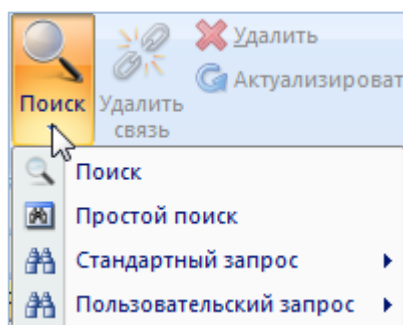 Удалить
Актуализироват
Поиск
Удалить
связь
Поиск
Простой поиск
Стандартный запрос
Пользовательский запрос